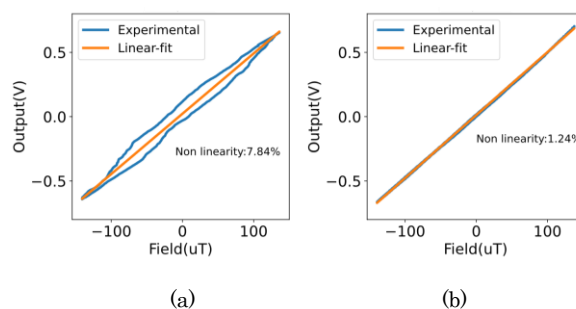 Experimental
Linear-fit
Output(V)
0.5
0.0
−0.5
Non linearity:7.84%
−100
0
100
Field(uT)
(a)
Experimental
Linear-fit
Output(V)
0.5
0.0
−0.5
Non linearity:1.24%
−100
0
100
Field(uT)
(b)